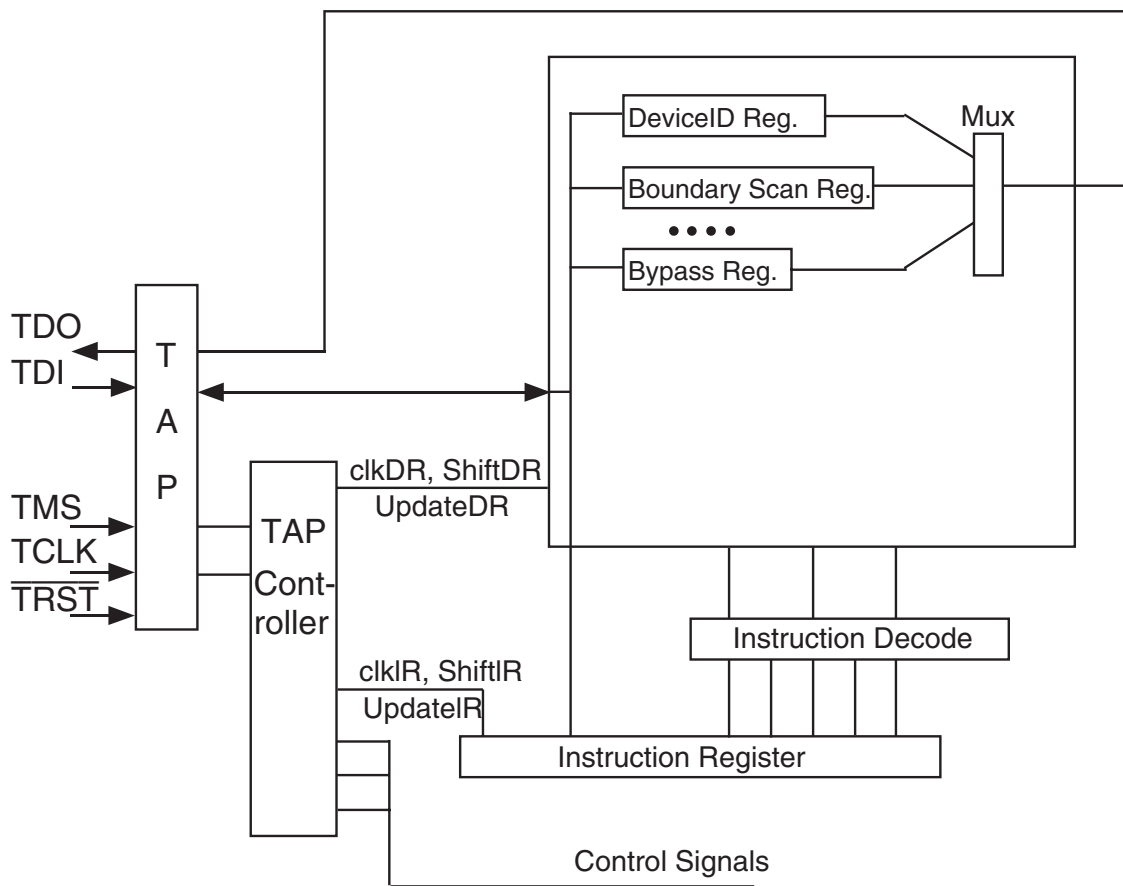 DeviceID Reg.
Mux
Boundary Scan Reg.
Bypass Reg.
TDO
TDI
TMS
TCLK
TRST
T
A
P
TAP
Cont-
roller
clkDR, ShiftDR
UpdateDR
clkIR, ShiftIR
UpdateIR
Instruction Decode
Instruction Register
Control Signals